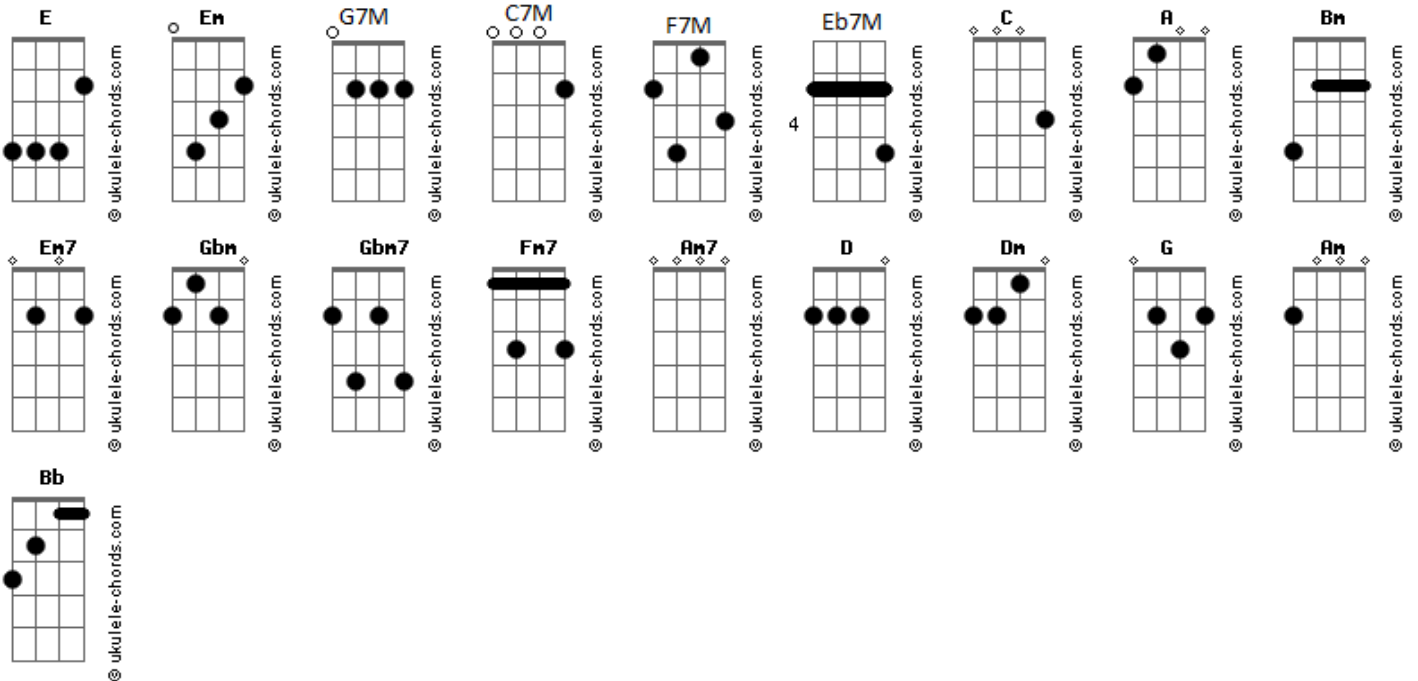 E Em G7M C7M F7M Eb7M C A Bm
4
© ukulele-chords.com © ukulele-chords.com © ukulele-chords.com © ukulele-chords.com © ukulele-chords.com © ukulele-chords.com © ukulele-chords.com © ukulele-chords.com © ukulele-chords.com
Em7 Gbm Gbm7 Fm7 Am7 D Dm G Am
© ukulele-chords.com © ukulele-chords.com © ukulele-chords.com © ukulele-chords.com © ukulele-chords.com © ukulele-chords.com © ukulele-chords.com © ukulele-chords.com © ukulele-chords.com
Bb
© ukulele-chords.com